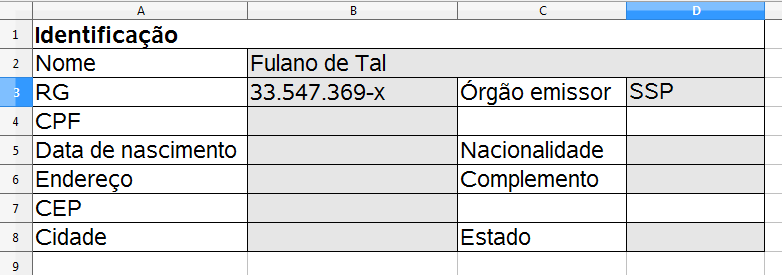 A B C D
1 Identificação
2 Nome Fulano de Tal
3 RG 33.547.369-x Órgão emissor SSP
4 CPF
5 Data de nascimento Nacionalidade
6 Endereço Complemento
7 CEP
8 Cidade Estado
9